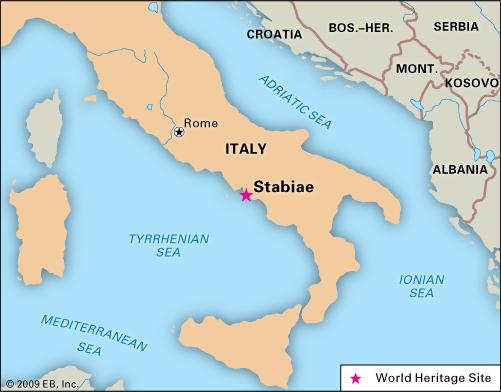 CROATIA
BOS.–HER.
SERBIA
MONT.
KOSOVO
ADRIATIC SEA
Rome
ITALY
ALBANIA
Stabiae
TYRRHENIAN
SEA
IONIAN
SEA
MEDITERRANEAN
SEA
© 2009 EB, Inc.
World Heritage Site